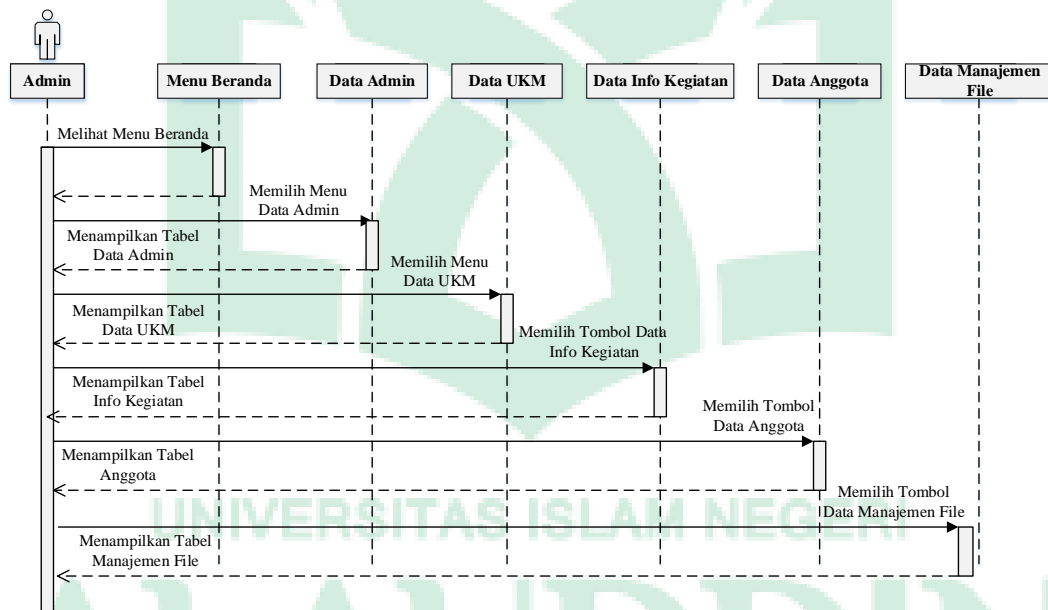 Admin
Menu Beranda
Data Admin
Data UKM
Data Info Kegiatan
Data Anggota
Data Manajemen
File
Melihat Menu Beranda
Memilih Menu
Data Admin
Menampilkan Tabel
Data Admin
Memilih Menu
Data UKM
Menampilkan Tabel
Data UKM
Memilih Tombol Data
Info Kegiatan
Menampilkan Tabel
Info Kegiatan
Memilih Tombol
Data Anggota
Menampilkan Tabel
Anggota
Memilih Tombol
Data Manajemen File
Menampilkan Tabel
Manajemen File
UNIVERSITAS ISLAM NEGERI